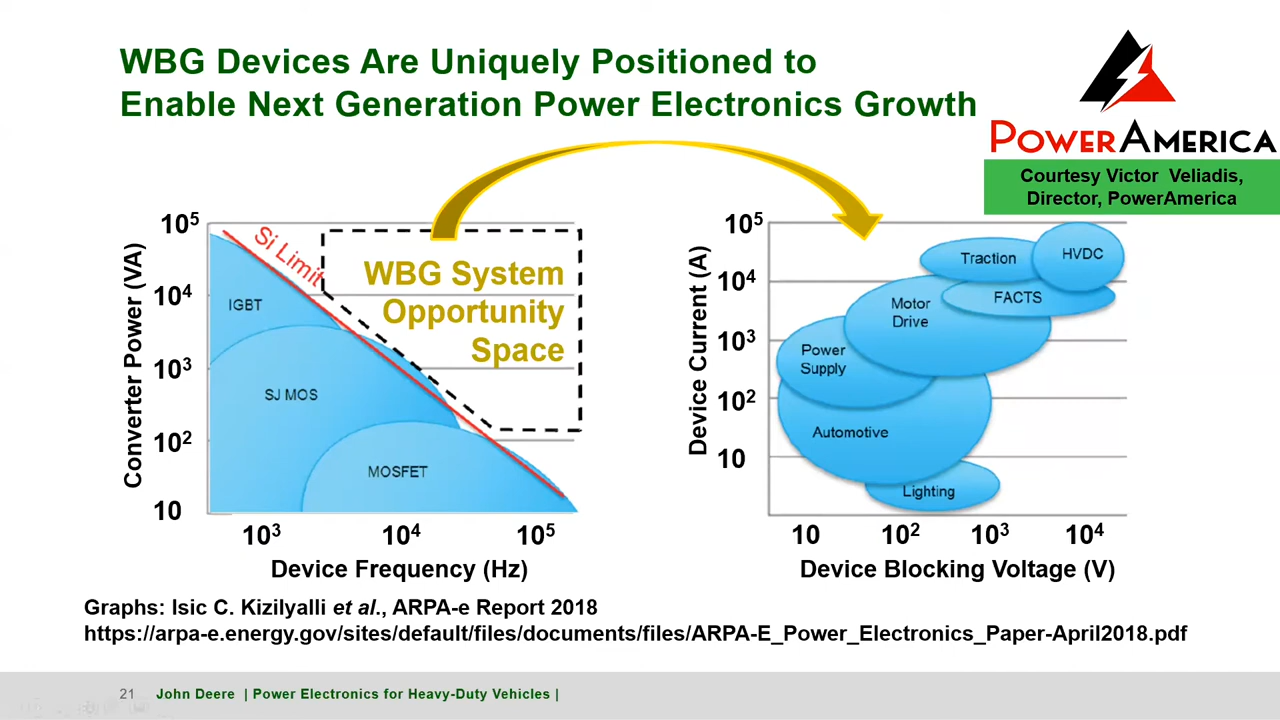 WBG Devices Are Uniquely Positioned to
Enable Next Generation Power Electronics Growth
POWERAMERICA
Courtesy Victor Veliadis,
Director, PowerAmerica
Converter Power (VA)
10⁵
10⁴
10³
10²
10
Si Limit
IGBT
SJ MOS
MOSFET
WBG System
Opportunity
Space
10³ 10⁴ 10⁵
Device Frequency (Hz)
Device Current (A)
10⁵
10⁴
10³
10²
10
Traction
HVDC
FACTS
Motor
Drive
Power
Supply
Automotive
Lighting
10 10² 10³ 10⁴
Device Blocking Voltage (V)
Graphs: Isic C. Kizilyalli et al., ARPA-e Report 2018
https://arpa-e.energy.gov/sites/default/files/documents/files/ARPA-E_Power_Electronics_Paper-April2018.pdf
21 John Deere | Power Electronics for Heavy-Duty Vehicles |